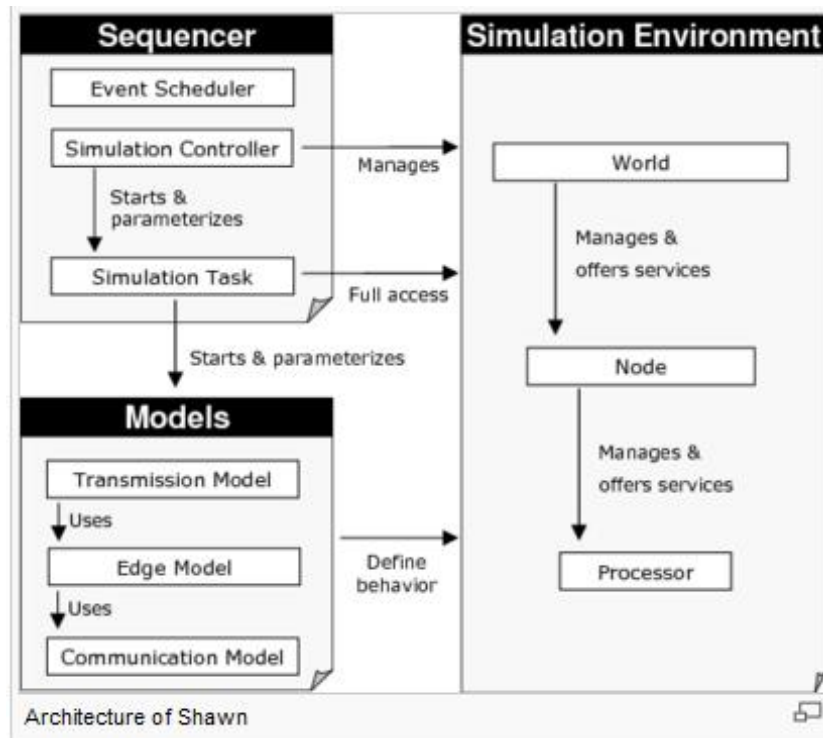 Sequencer
Event Scheduler
Simulation Controller
Starts &
parameterizes
Simulation Task
Manages
Full access
Starts & parameterizes
Models
Transmission Model
Uses
Edge Model
Uses
Communication Model
Define
behavior
Simulation Environment
World
Manages &
offers services
Node
Manages &
offers services
Processor
Architecture of Shawn